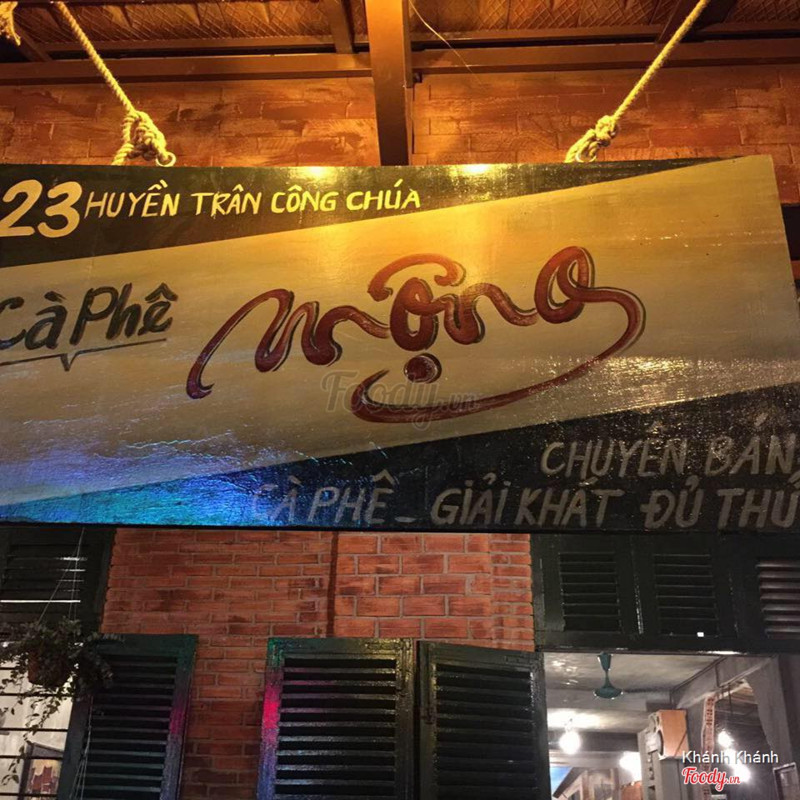 23 HUYỀN TRÂN CÔNG CHÚA
Cà Phê
Mộng
Foody.vn
CHUYÊN BÁN
CÀ PHÊ - GIẢI KHÁT ĐỦ THỨ
Khánh Khánh
Foody.vn